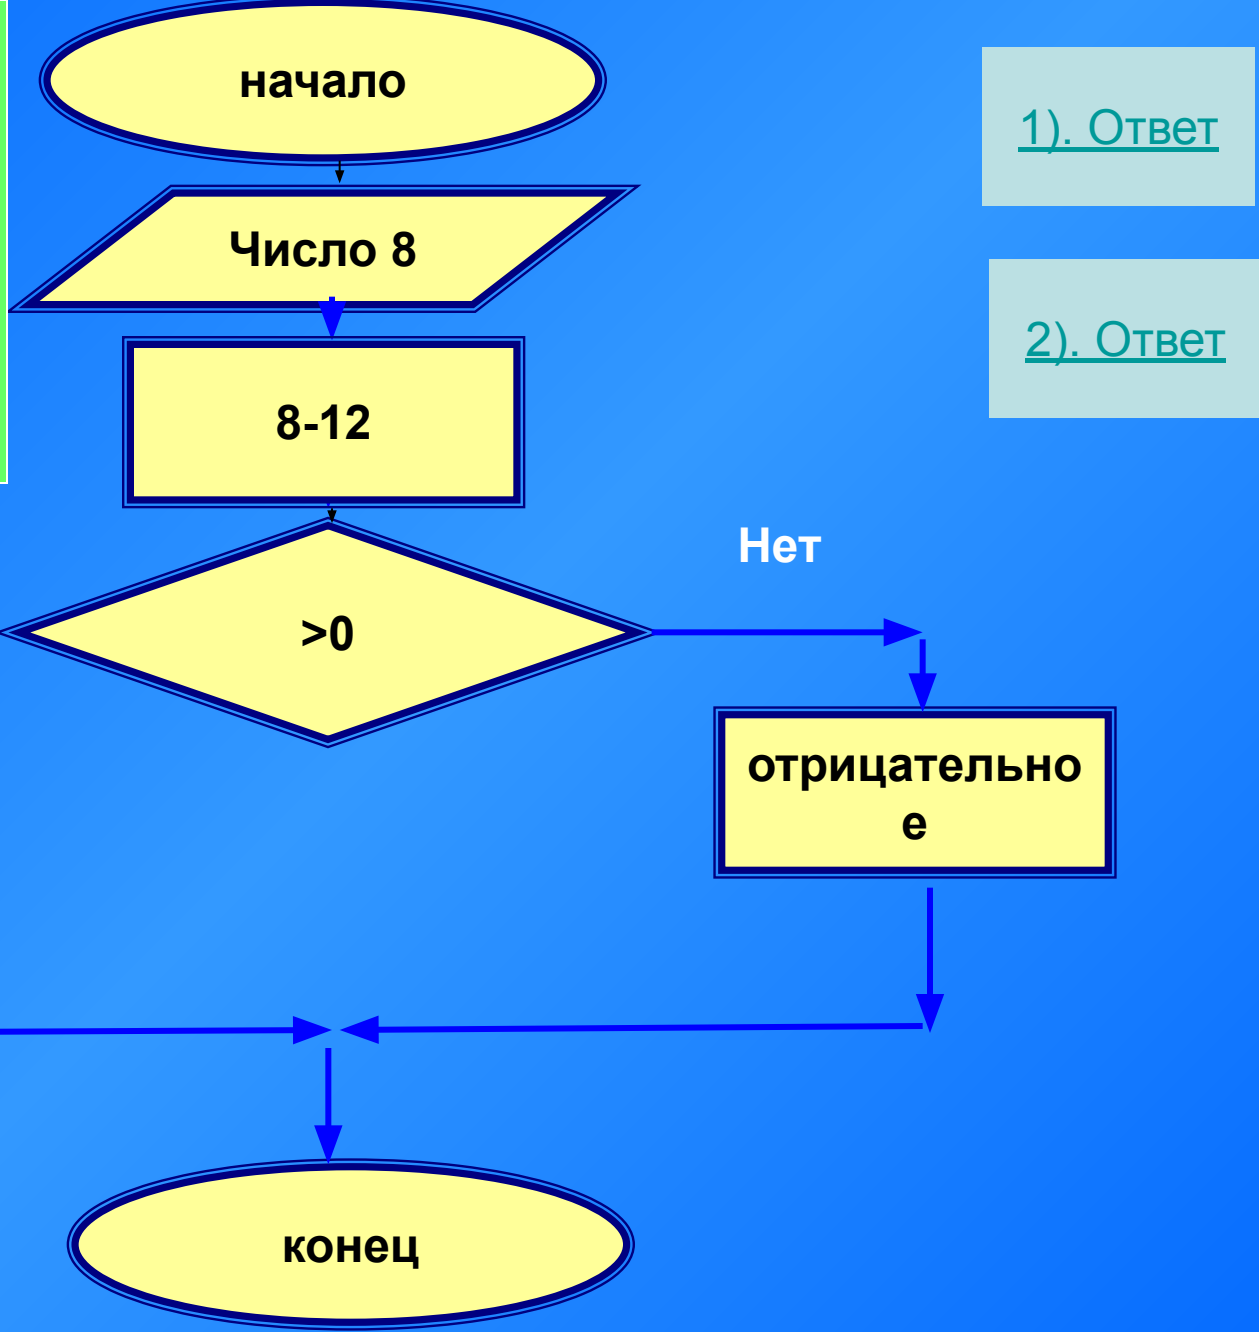 начало
1). Ответ
Число 8
2). Ответ
8-12
Нет
>0
отрицательно
е
конец